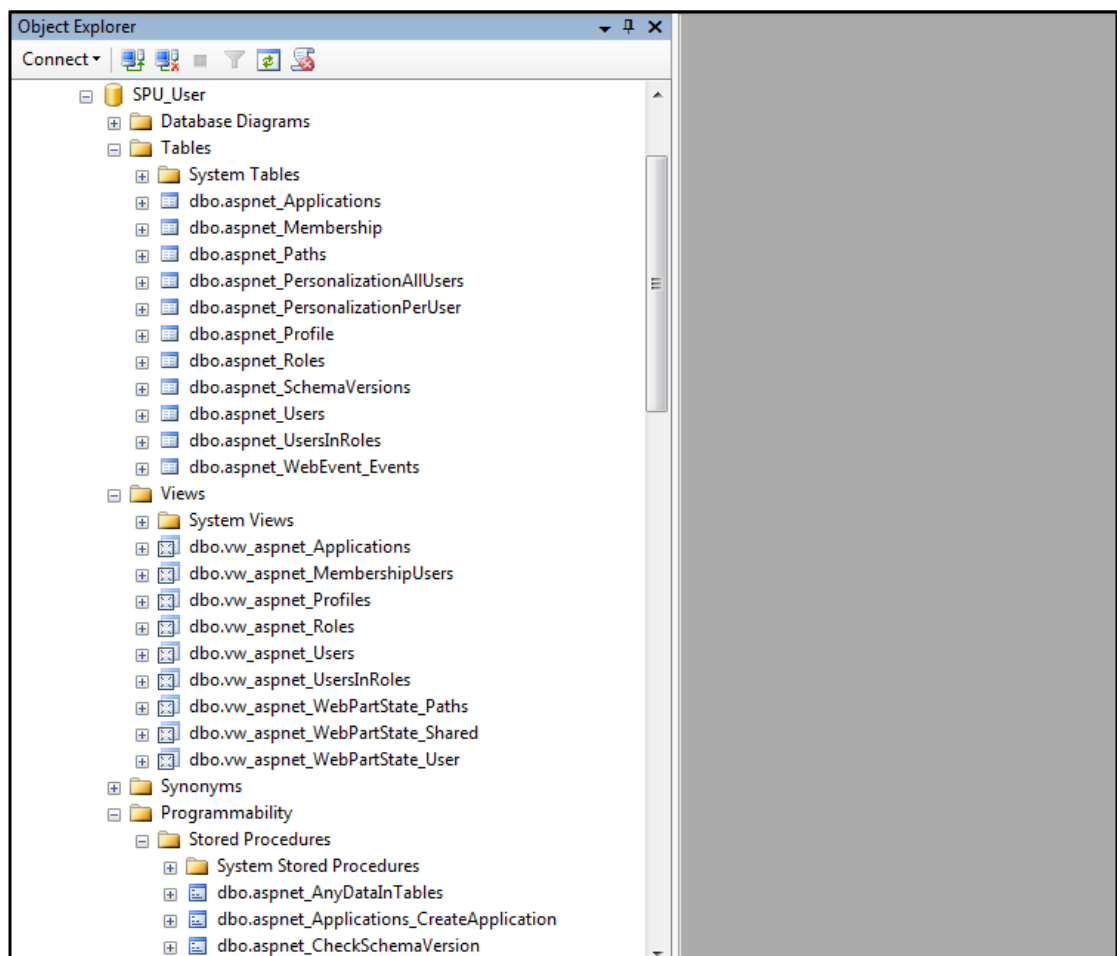 Object Explorer
Connect
SPU_User
Database Diagrams
Tables
System Tables
dbo.aspnet_Applications
dbo.aspnet_Membership
dbo.aspnet_Paths
dbo.aspnet_PersonalizationAllUsers
dbo.aspnet_PersonalizationPerUser
dbo.aspnet_Profile
dbo.aspnet_Roles
dbo.aspnet_SchemaVersions
dbo.aspnet_Users
dbo.aspnet_UsersInRoles
dbo.aspnet_WebEvent_Events
Views
System Views
dbo.vw_aspnet_Applications
dbo.vw_aspnet_MembershipUsers
dbo.vw_aspnet_Profiles
dbo.vw_aspnet_Roles
dbo.vw_aspnet_Users
dbo.vw_aspnet_UsersInRoles
dbo.vw_aspnet_WebPartState_Paths
dbo.vw_aspnet_WebPartState_Shared
dbo.vw_aspnet_WebPartState_User
Synonyms
Programmability
Stored Procedures
System Stored Procedures
dbo.aspnet_AnyDataInTables
dbo.aspnet_Applications_CreateApplication
dbo.aspnet_CheckSchemaVersion